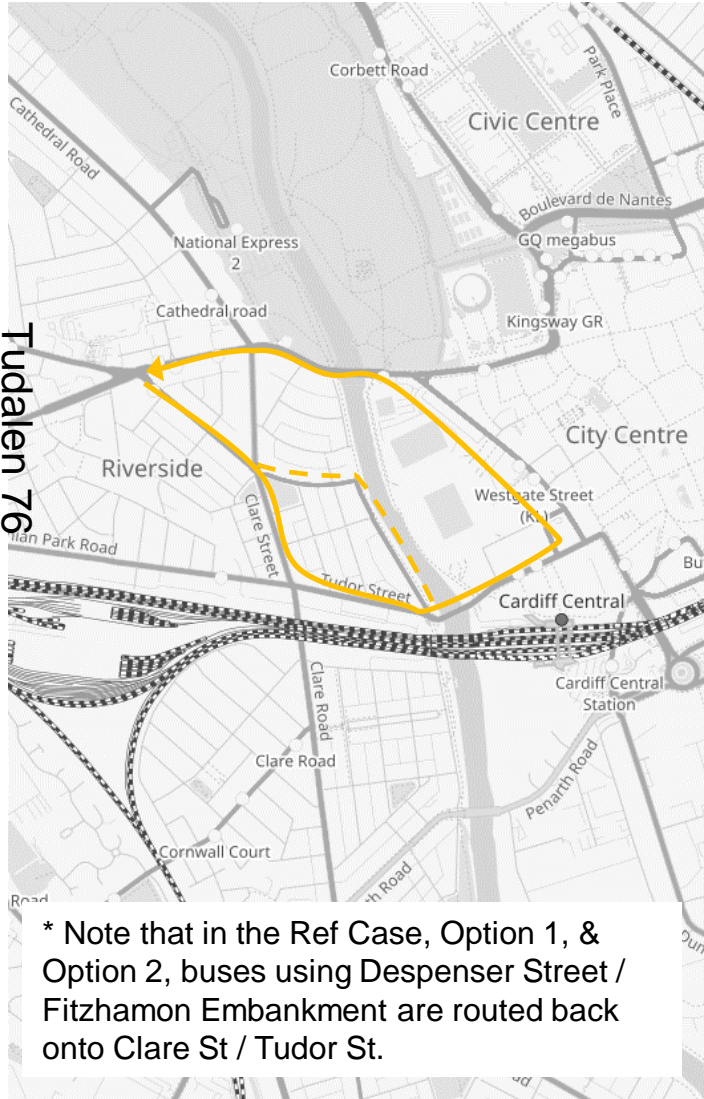 Corbett Road
Park Place
Civic Centre
Cathedral Road
Boulevard de Nantes
National Express
2
GQ megabus
Cathedral road
Kingsway GR
Tudalen 76
City Centre
Riverside
Westgate Street
(KL)
Clare Street
Park Road
Tudor Street
Cardiff Central
Clare Road
Cardiff Central
Station
Clare Road
Penarth Road
Cornwall Court
Road
Road
* Note that in the Ref Case, Option 1, &
Option 2, buses using Despenser Street /
Fitzhamon Embankment are routed back
onto Clare St / Tudor St.